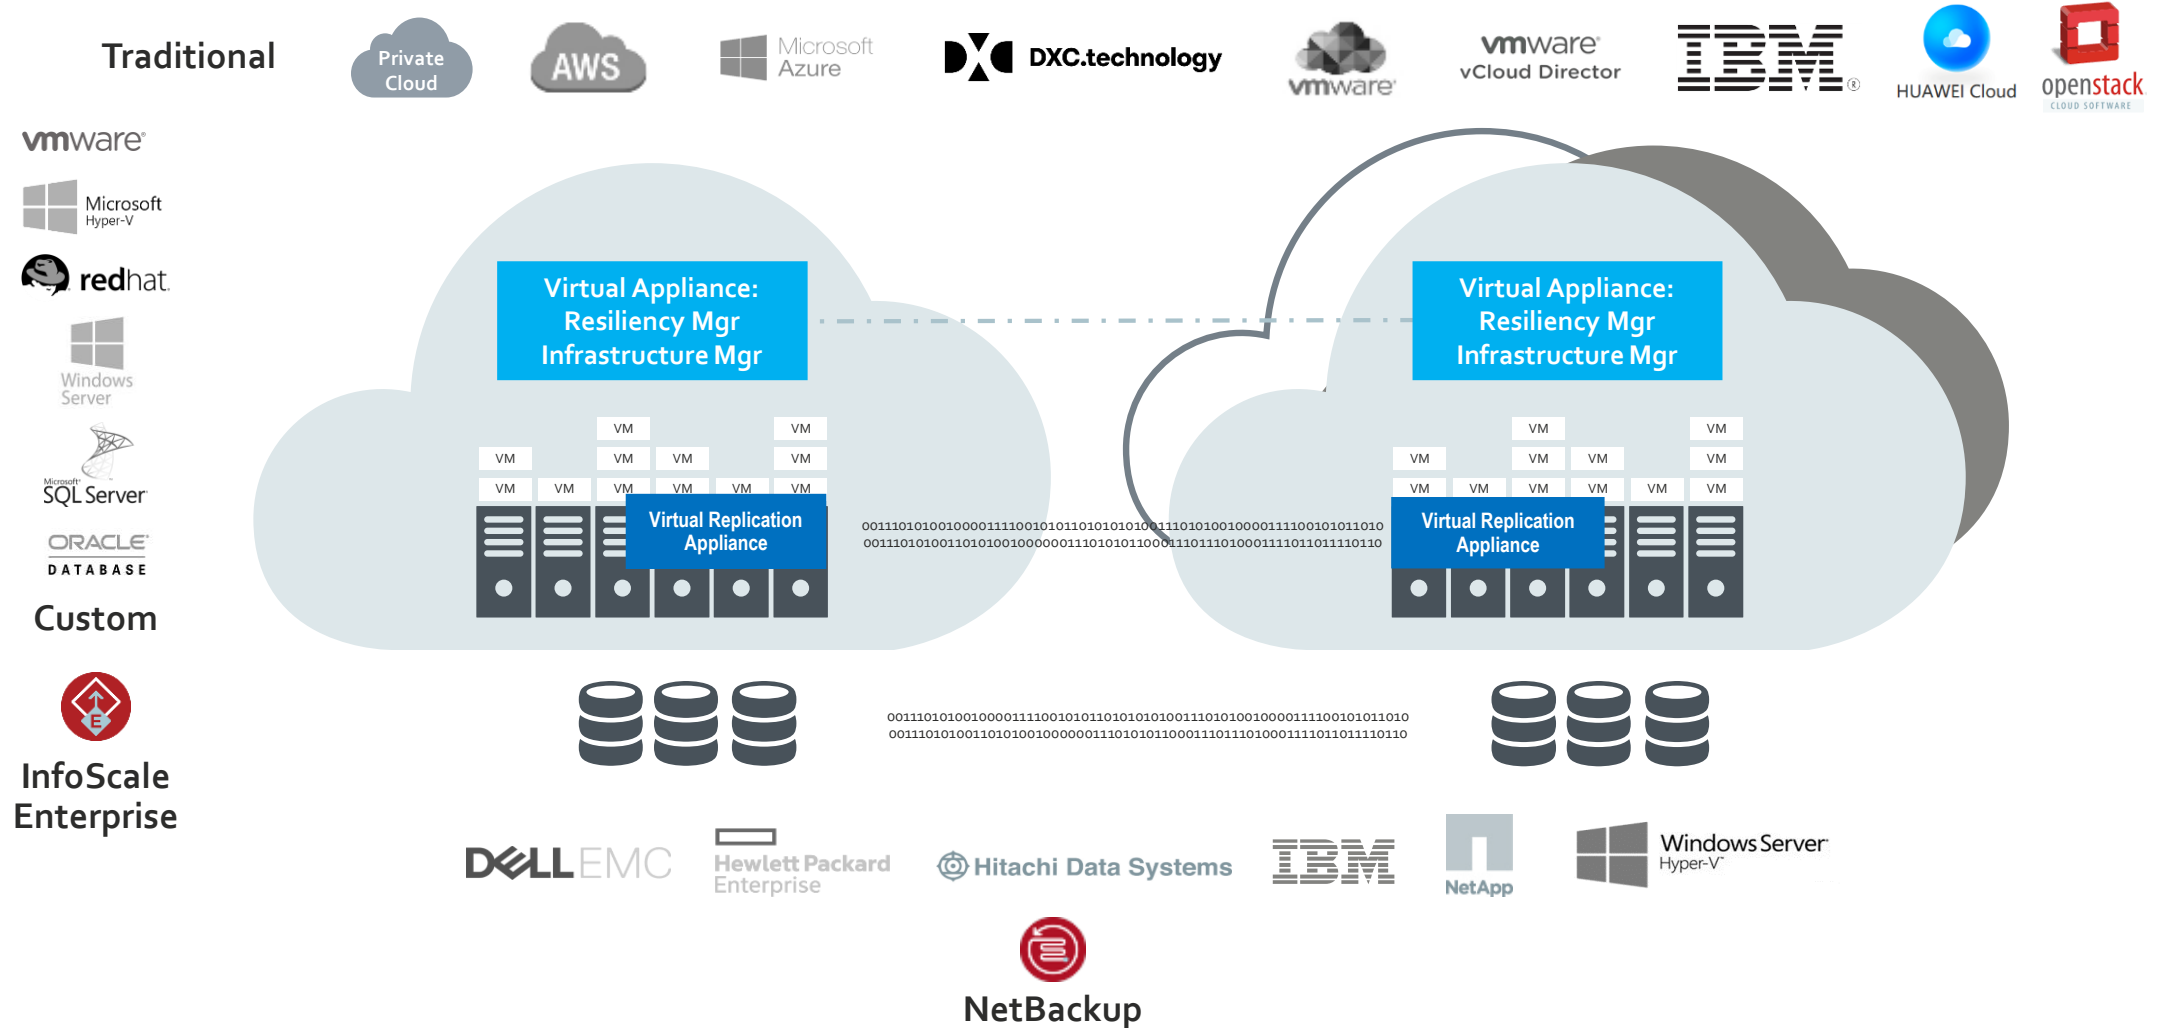 Traditional
Private
Cloud
AWS
Microsoft
Azure
DXC.technology
vmware®
vmware®
vCloud Director
IBM®
HUAWEI Cloud
openstack
CLOUD SOFTWARE
vmware®
Microsoft
Hyper-V
redhat.
Windows
Server
Microsoft®
SQL Server
ORACLE®
DATABASE
Custom
E
InfoScale
Enterprise
Virtual Appliance:
Resiliency Mgr
Infrastructure Mgr
Virtual Appliance:
Resiliency Mgr
Infrastructure Mgr
VM VM
VM VM VM VM
VM VM VM VM VM VM
VM VM
VM VM VM VM
VM VM VM VM VM VM
Virtual Replication
Appliance
Virtual Replication
Appliance
DELL EMC
Hewlett Packard
Enterprise
Hitachi Data Systems
IBM
NetApp
Windows Server
Hyper-V
NetBackup